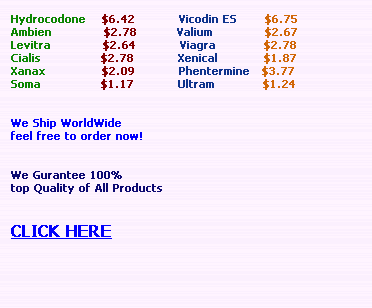 Hydrocodone $6.42 Vicodin ES $6.75
Ambien $2.78 Valium $2.67
Levitra $2.64 Viagra $2.78
Cialis $2.78 Xenical $1.87
Xanax $2.09 Phentermine $3.77
Soma $1.17 Ultram $1.24
We Ship WorldWide
feel free to order now!
We Gurantee 100%
top Quality of All Products
CLICK HERE